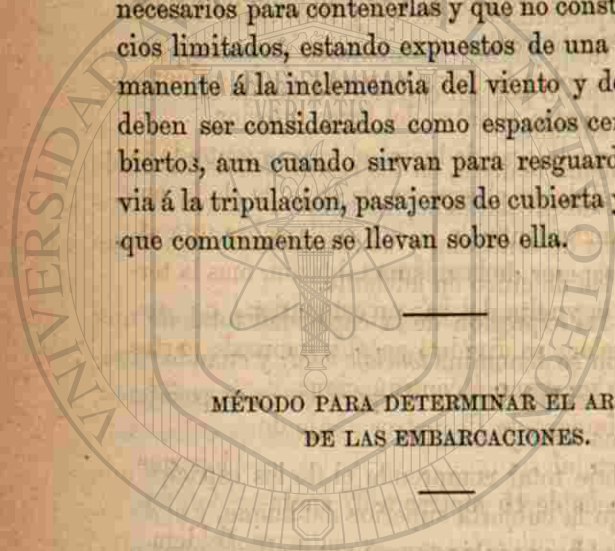 necesarios para contenerlas y que no const
cios limitados, estando expuestos de una
manente á la inclemencia del viento y d
deben ser considerados como espacios ce
biertos, aun cuando sirvan para resguard
via á la tripulacion, pasajeros de cubierta y
que comunmente se llevan sobre ella.
MÉTODO PARA DETERMINAR EL AR
DE LAS EMBARCACIONES.